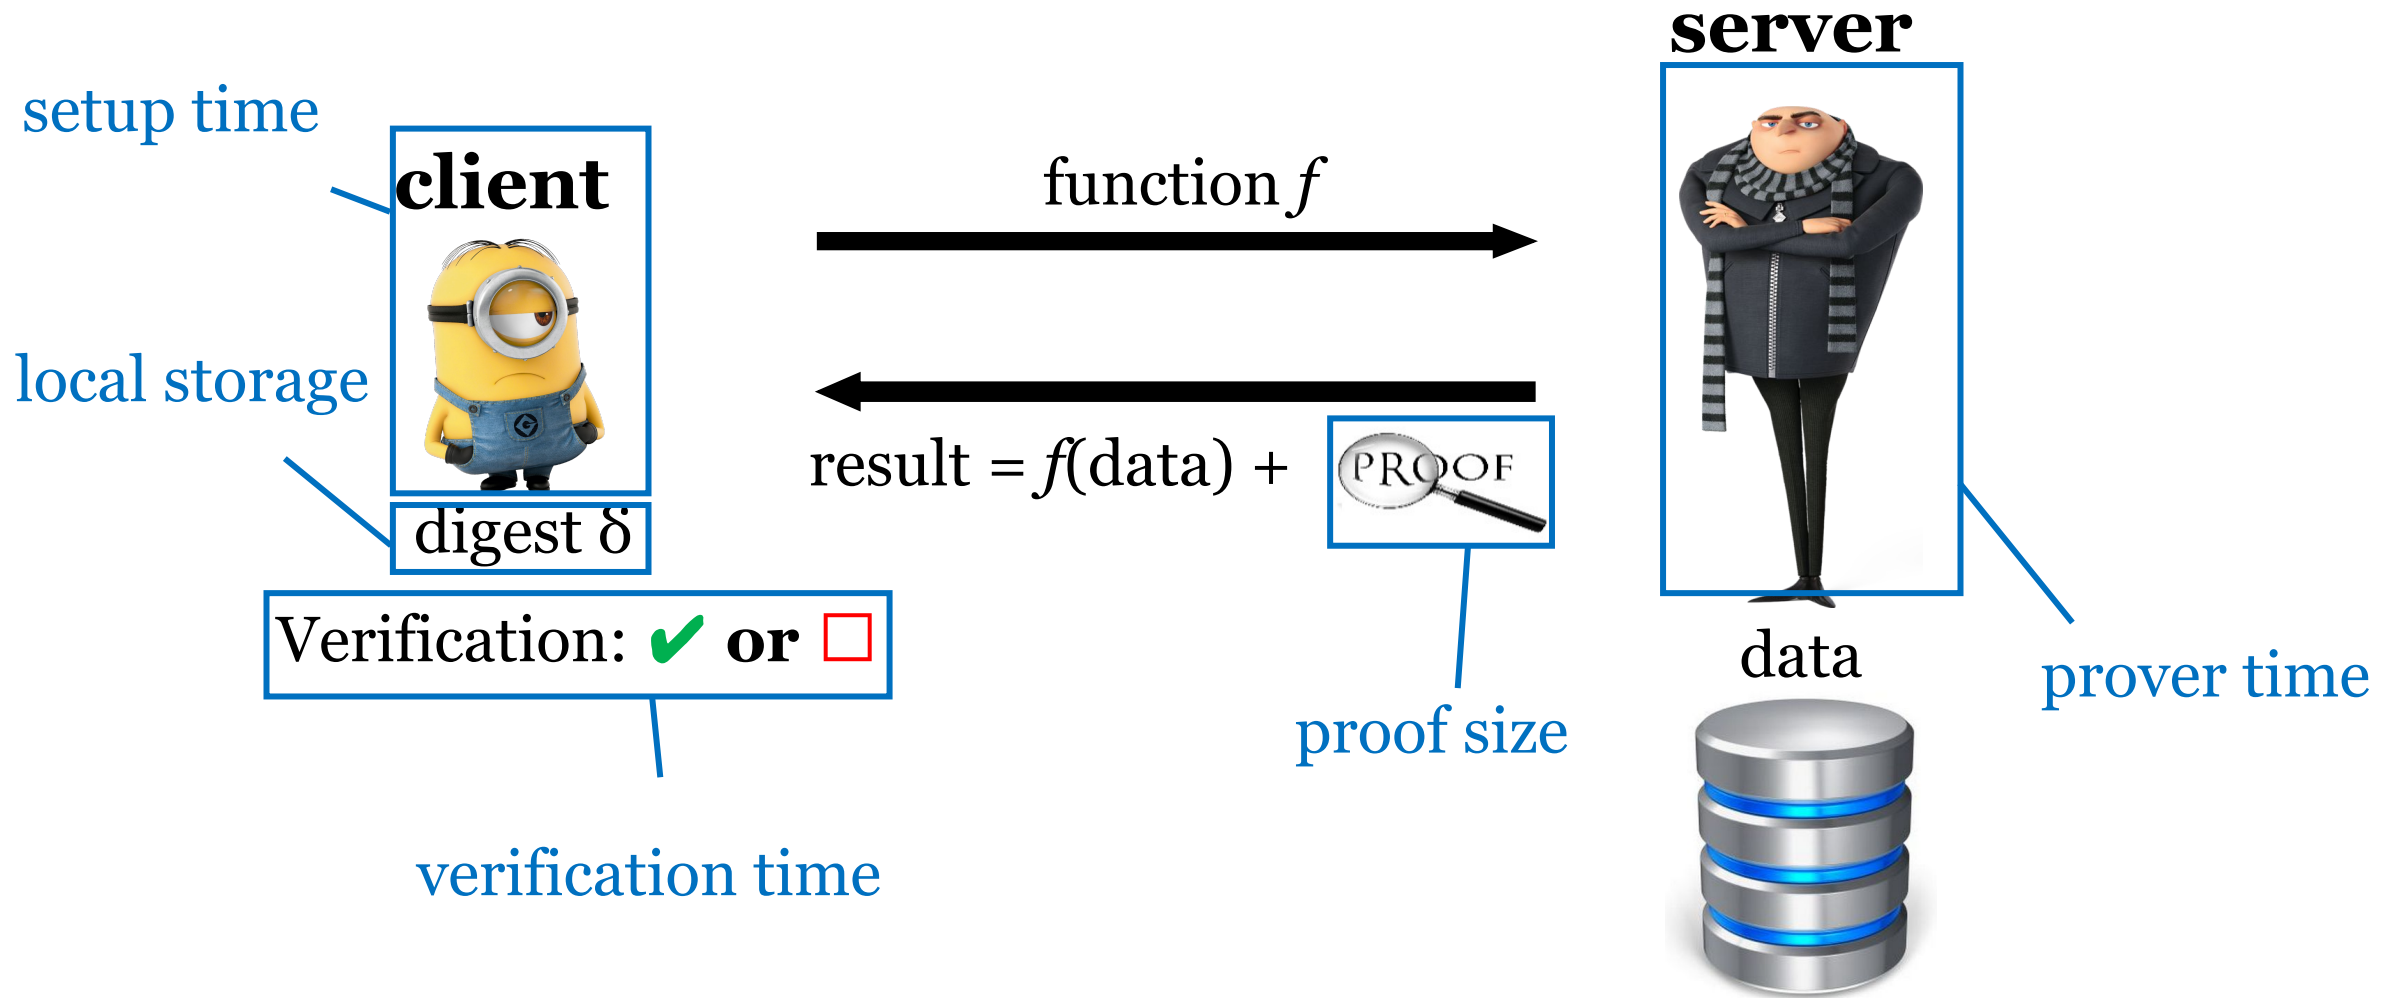 server
setup time
client
function f
local storage
result = f(data) + PROOF
digest δ
Verification: ✔ or □
data
prover time
proof size
verification time